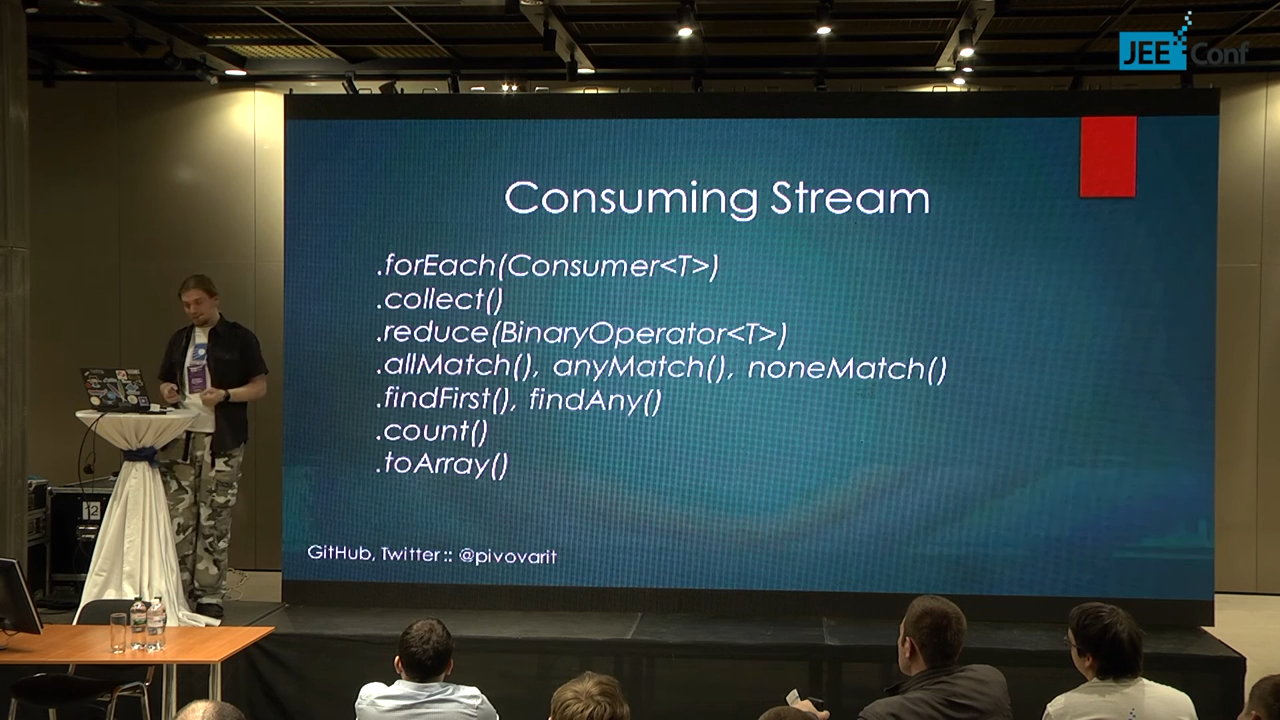 JEE Conf
Consuming Stream
.forEach(Consumer<T>)
.collect()
.reduce(BinaryOperator<T>)
.allMatch(), anyMatch(), noneMatch()
.findFirst(), findAny()
.count()
.toArray()
GitHub, Twitter :: @pivovarit
12